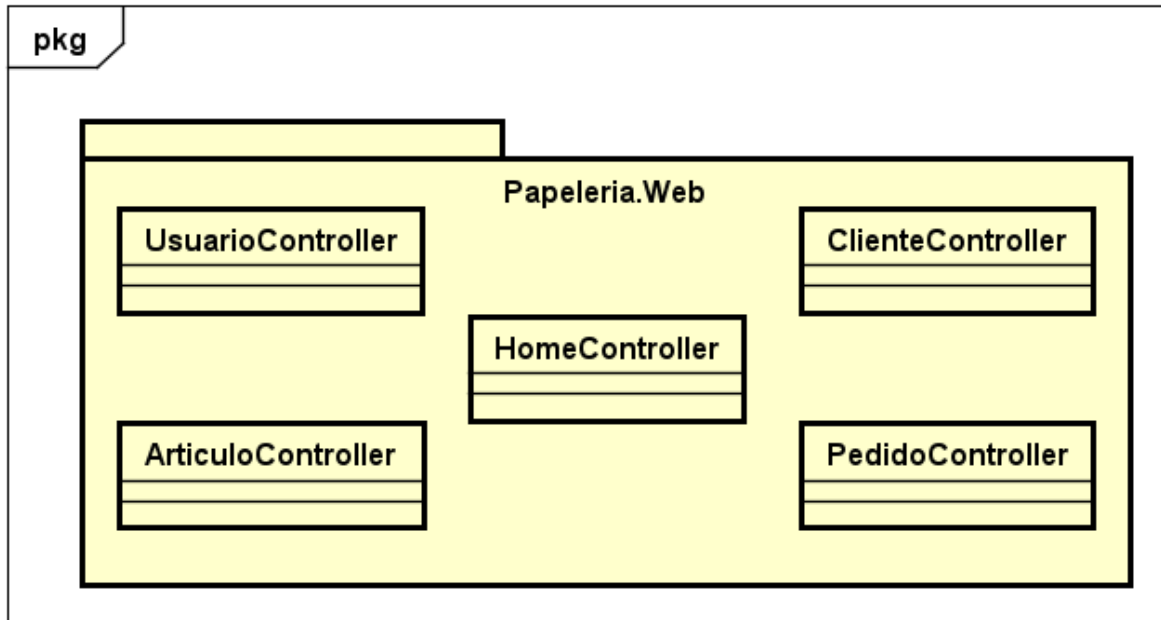 pkg
Papeleria.Web
UsuarioController
ClienteController
HomeController
ArticuloController
PedidoController